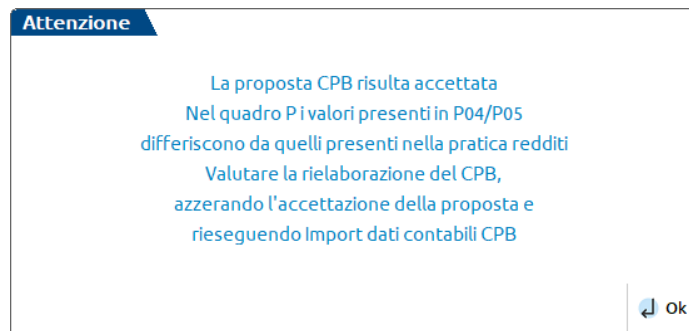 Attenzione
La proposta CPB risulta accettata
Nel quadro P i valori presenti in P04/P05
differiscono da quelli presenti nella pratica redditi
Valutare la rielaborazione del CPB,
azzerando l'accettazione della proposta e
rieseguendo Import dati contabili CPB
Ok